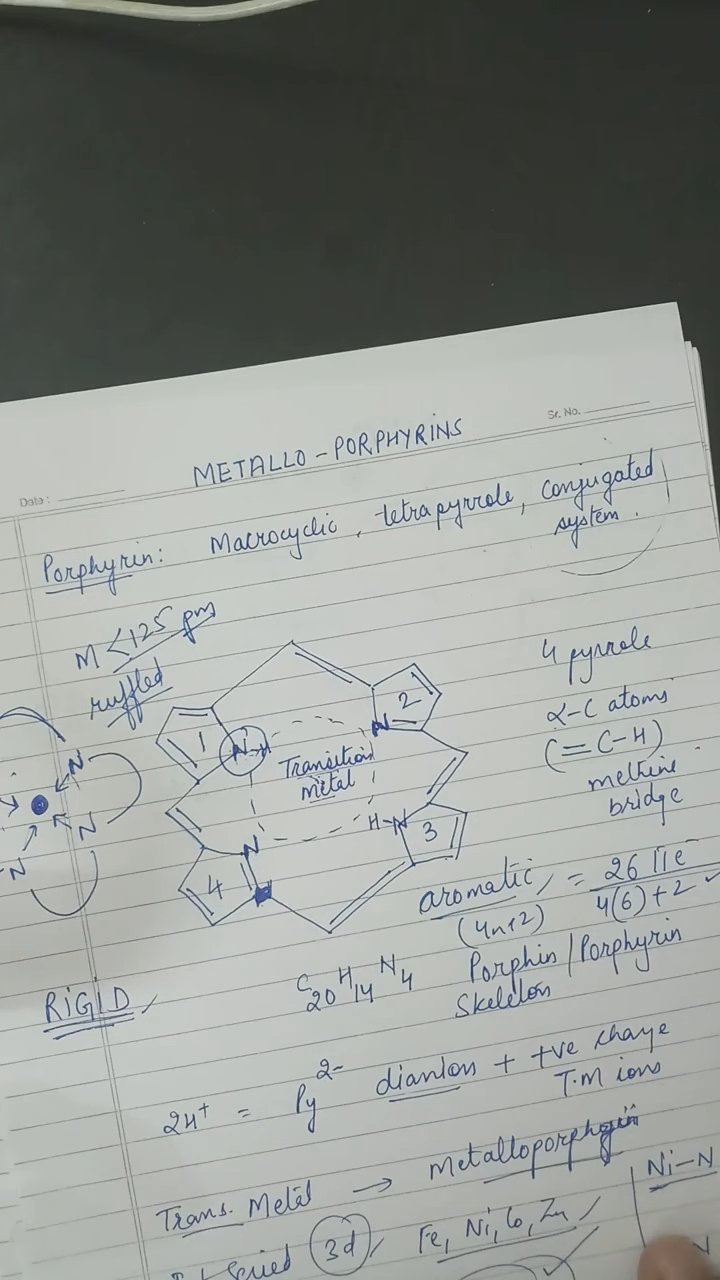 Sr. No.
METALLO - PORPHYRINS
Date :
Porphyrin: Macrocyclic, tetrapyrrole, conjugated
system.
M < 125 pm
ruffled
4 pyrrole
α-C atoms
(=C-H)
methine
bridge
1
2
N-H
N
Transition
metal
H-N
3
N
4
N
N
N
aromatic, = 26 πe⁻
(4n+2) 4(6)+2 ✓
RIGID
C20H14N4 Porphin / Porphyrin
Skeleton
2H⁺ = Py²⁻ dianion + +ve charge
T.M ions
Trans. Metal → Metalloporphyrin
Ni-N
Series 3d, Fe, Ni, Co, Zn